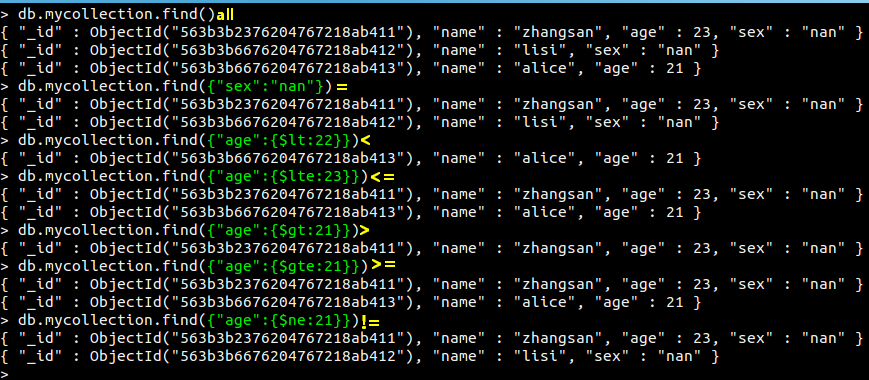 > db.mycollection.find()all
{ "_id" : ObjectId("563b3b2376204767218ab411"), "name" : "zhangsan", "age" : 23, "sex" : "nan" }
{ "_id" : ObjectId("563b3b6676204767218ab412"), "name" : "lisi", "sex" : "nan" }
{ "_id" : ObjectId("563b3b6676204767218ab413"), "name" : "alice", "age" : 21 }
> db.mycollection.find({"sex":"nan"})=
{ "_id" : ObjectId("563b3b2376204767218ab411"), "name" : "zhangsan", "age" : 23, "sex" : "nan" }
{ "_id" : ObjectId("563b3b6676204767218ab412"), "name" : "lisi", "sex" : "nan" }
> db.mycollection.find({"age":{$lt:22}})<
{ "_id" : ObjectId("563b3b6676204767218ab413"), "name" : "alice", "age" : 21 }
> db.mycollection.find({"age":{$lte:23}})<=
{ "_id" : ObjectId("563b3b2376204767218ab411"), "name" : "zhangsan", "age" : 23, "sex" : "nan" }
{ "_id" : ObjectId("563b3b6676204767218ab413"), "name" : "alice", "age" : 21 }
> db.mycollection.find({"age":{$gt:21}})>
{ "_id" : ObjectId("563b3b2376204767218ab411"), "name" : "zhangsan", "age" : 23, "sex" : "nan" }
> db.mycollection.find({"age":{$gte:21}})>=
{ "_id" : ObjectId("563b3b2376204767218ab411"), "name" : "zhangsan", "age" : 23, "sex" : "nan" }
{ "_id" : ObjectId("563b3b6676204767218ab413"), "name" : "alice", "age" : 21 }
> db.mycollection.find({"age":{$ne:21}})!=
{ "_id" : ObjectId("563b3b2376204767218ab411"), "name" : "zhangsan", "age" : 23, "sex" : "nan" }
{ "_id" : ObjectId("563b3b6676204767218ab412"), "name" : "lisi", "sex" : "nan" }
>